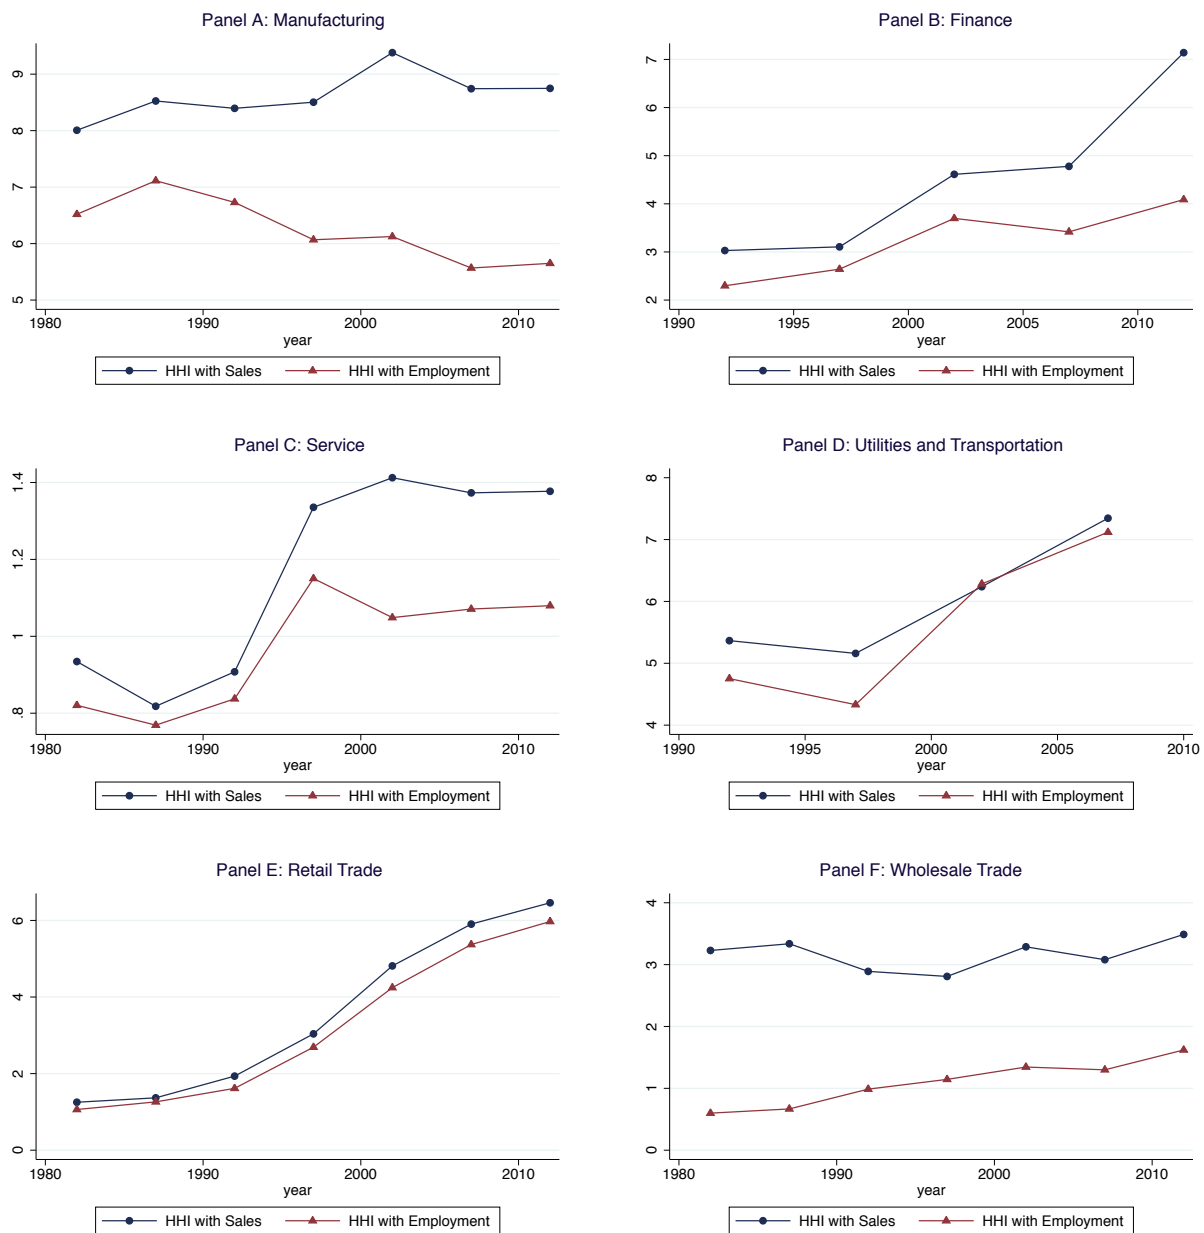 Panel A: Manufacturing
9
8
7
6
5
1980 1990 2000 2010
year
HHI with Sales HHI with Employment
Panel B: Finance
7
6
5
4
3
2
1990 1995 2000 2005 2010
year
HHI with Sales HHI with Employment
Panel C: Service
1.4
1.2
1
.8
1980 1990 2000 2010
year
HHI with Sales HHI with Employment
Panel D: Utilities and Transportation
8
7
6
5
4
1990 1995 2000 2005 2010
year
HHI with Sales HHI with Employment
Panel E: Retail Trade
6
4
2
0
1980 1990 2000 2010
year
HHI with Sales HHI with Employment
Panel F: Wholesale Trade
4
3
2
1
0
1980 1990 2000 2010
year
HHI with Sales HHI with Employment